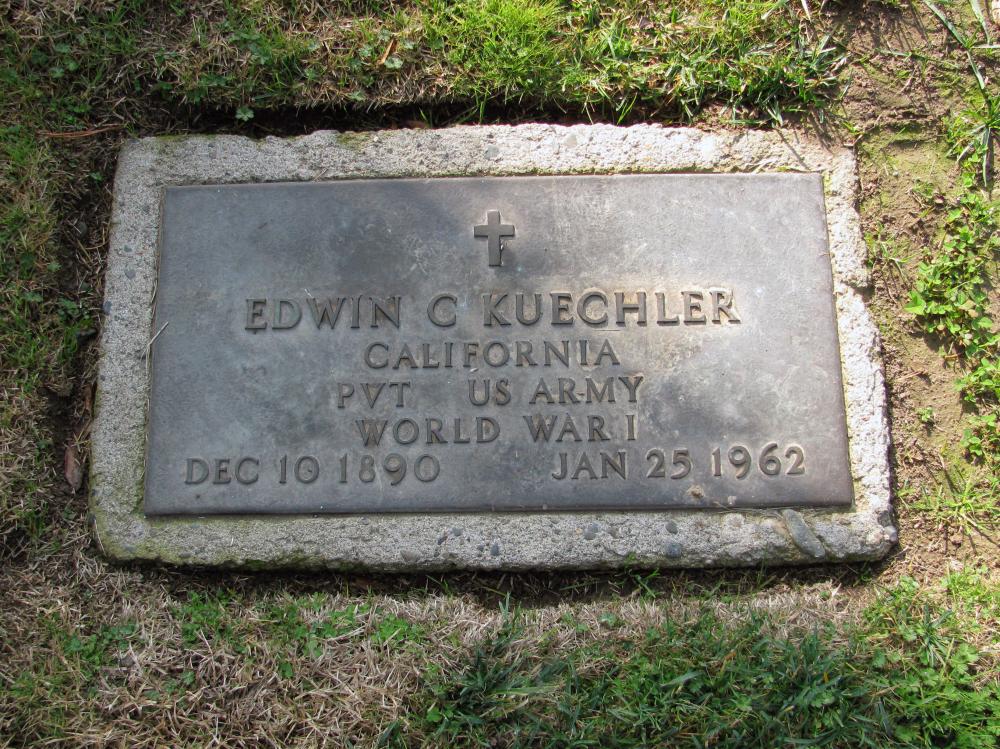 EDWIN C KUECHLER
CALIFORNIA
PVT US ARMY
WORLD WAR I
DEC 10 1890 JAN 25 1962